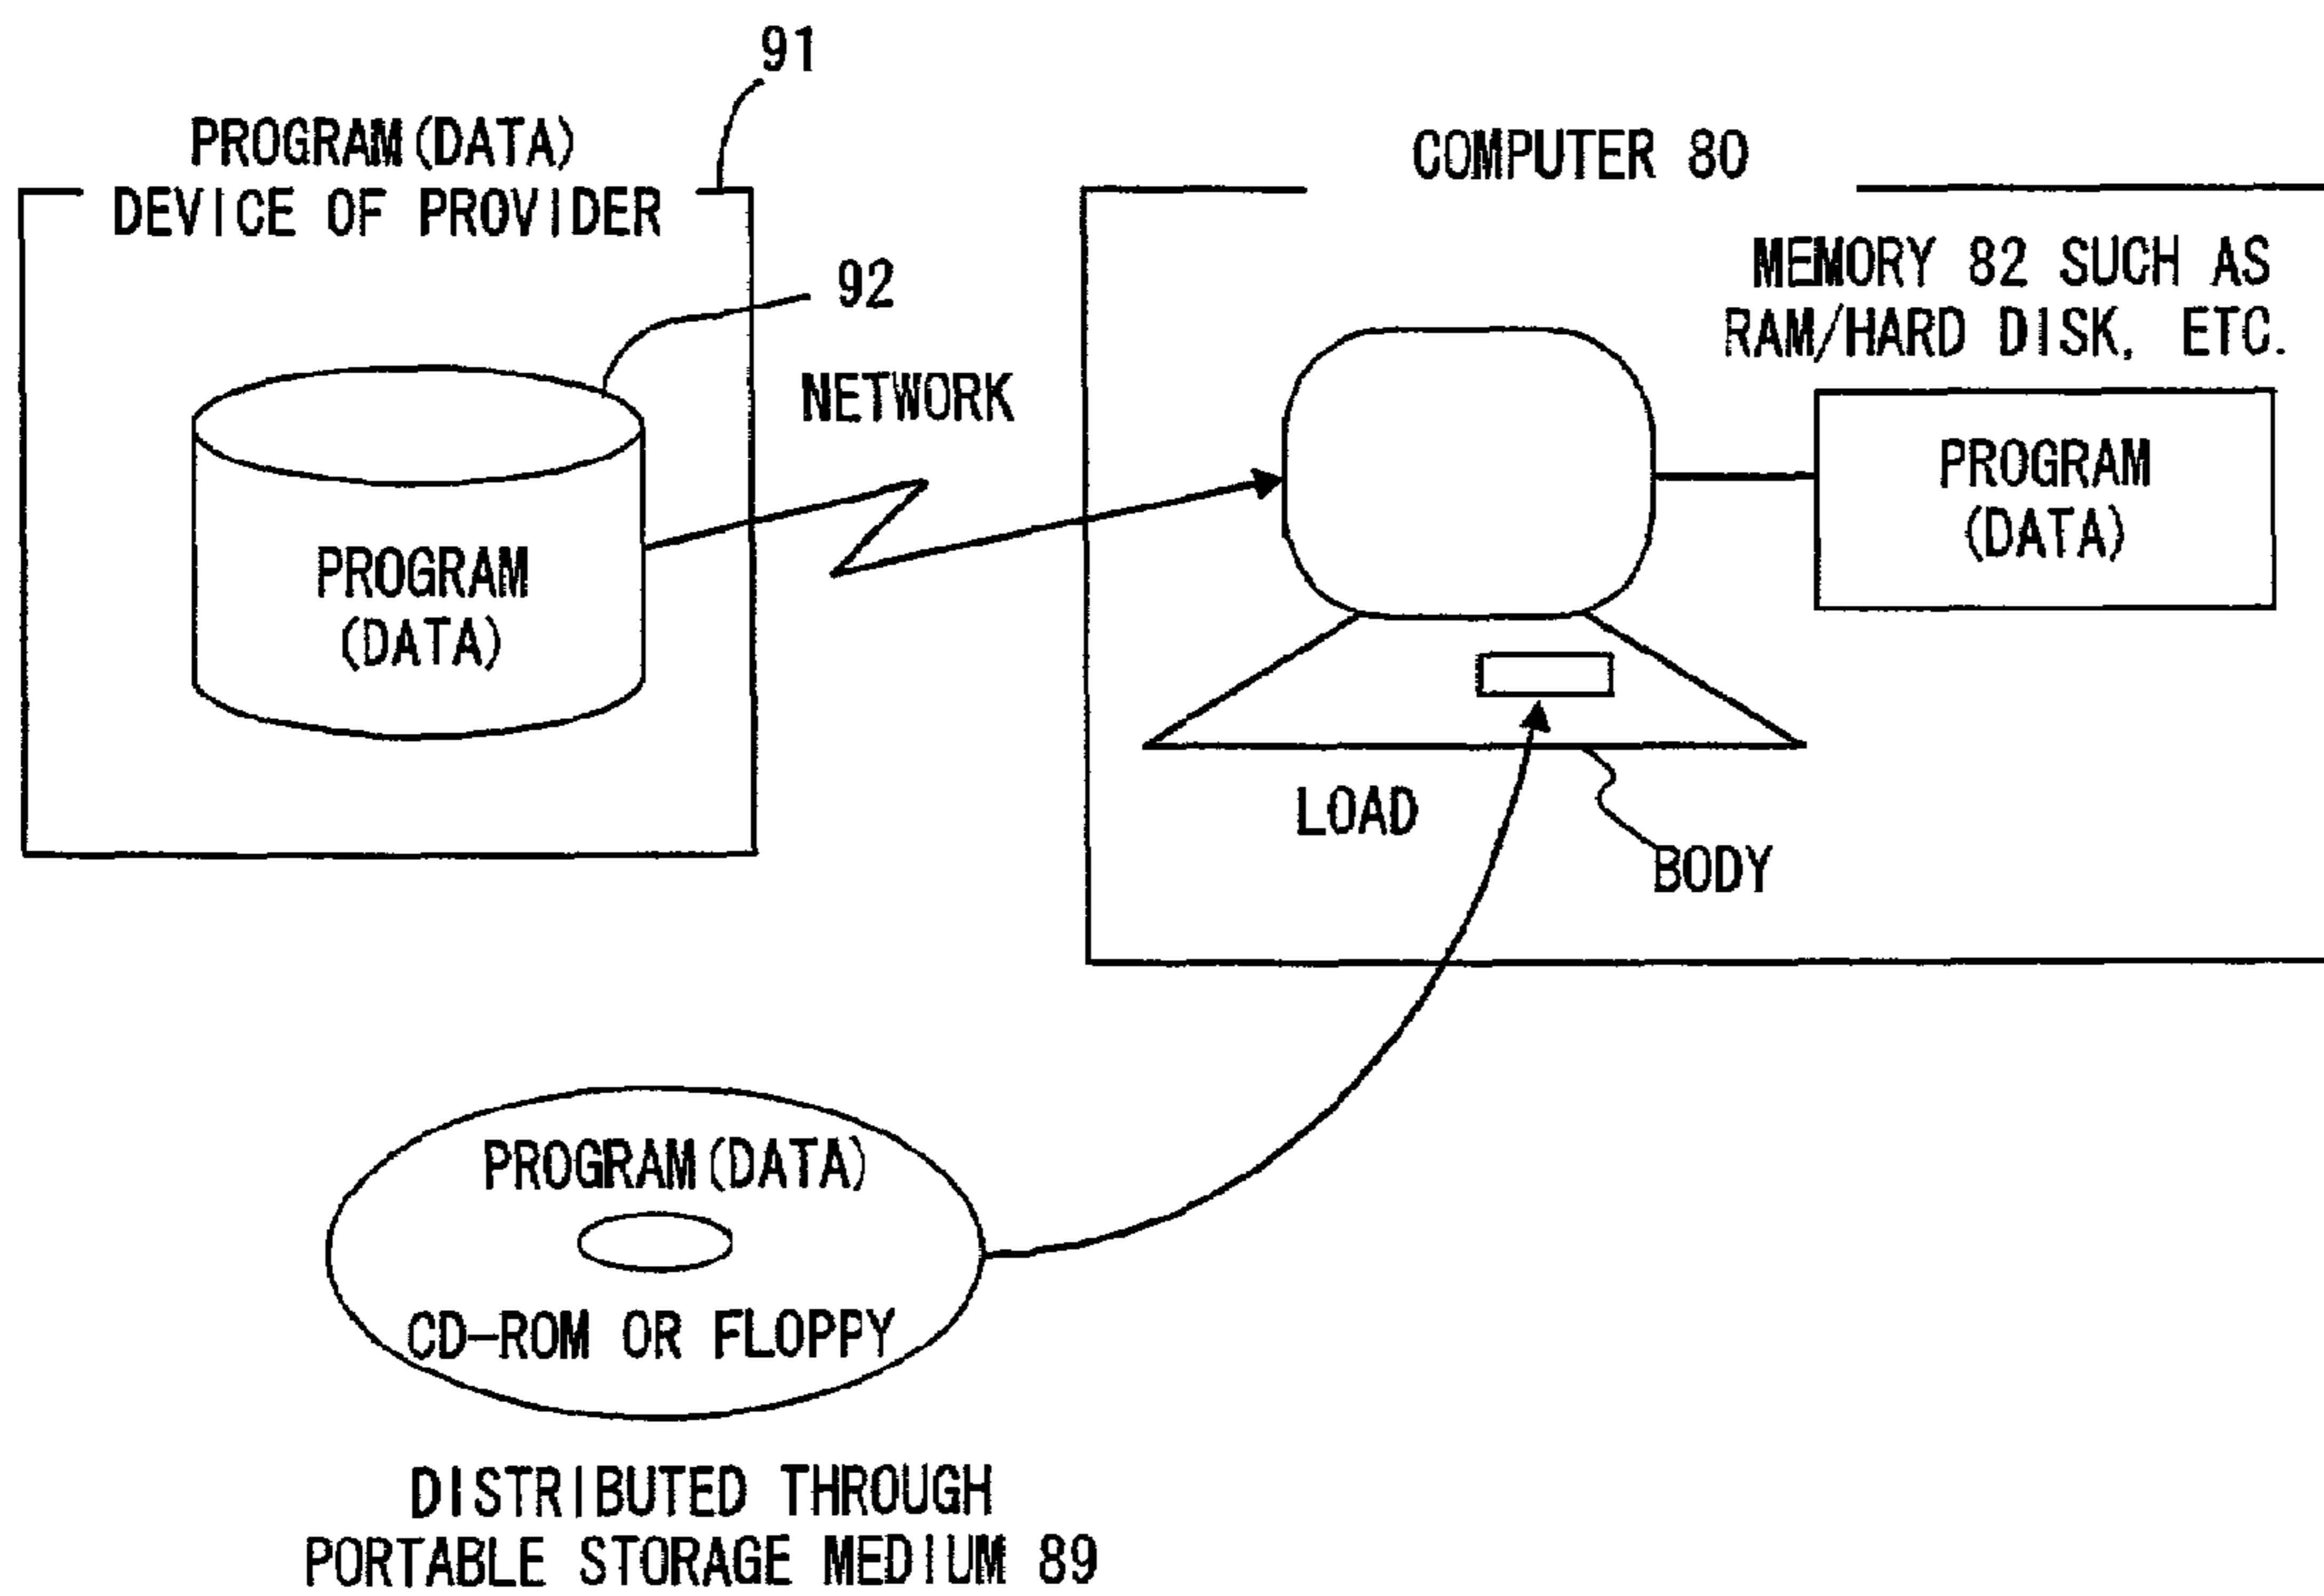 91
PROGRAM(DATA)
DEVICE OF PROVIDER
92
PROGRAM
(DATA)
NETWORK
COMPUTER 80
MEMORY 82 SUCH AS
RAM/HARD DISK, ETC.
PROGRAM
(DATA)
LOAD
BODY
PROGRAM(DATA)
CD-ROM OR FLOPPY
DISTRIBUTED THROUGH
PORTABLE STORAGE MEDIUM 89